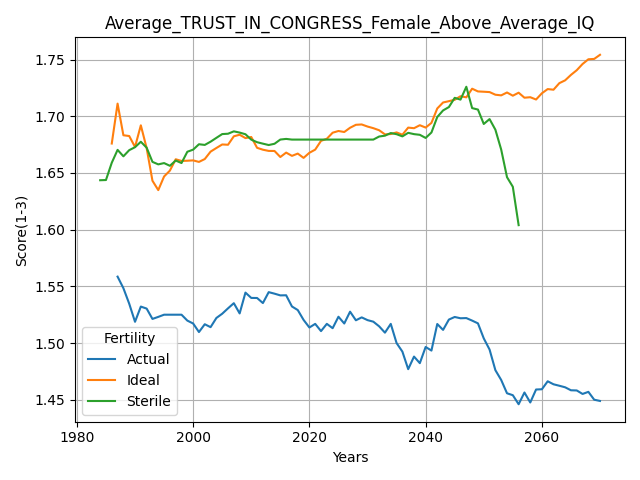 Average_TRUST_IN_CONGRESS_Female_Above_Average_IQ
Score(1-3)
1.75
1.70
1.65
1.60
1.55
1.50
1.45
Fertility
Actual
Ideal
Sterile
1980
2000
2020
2040
2060
Years